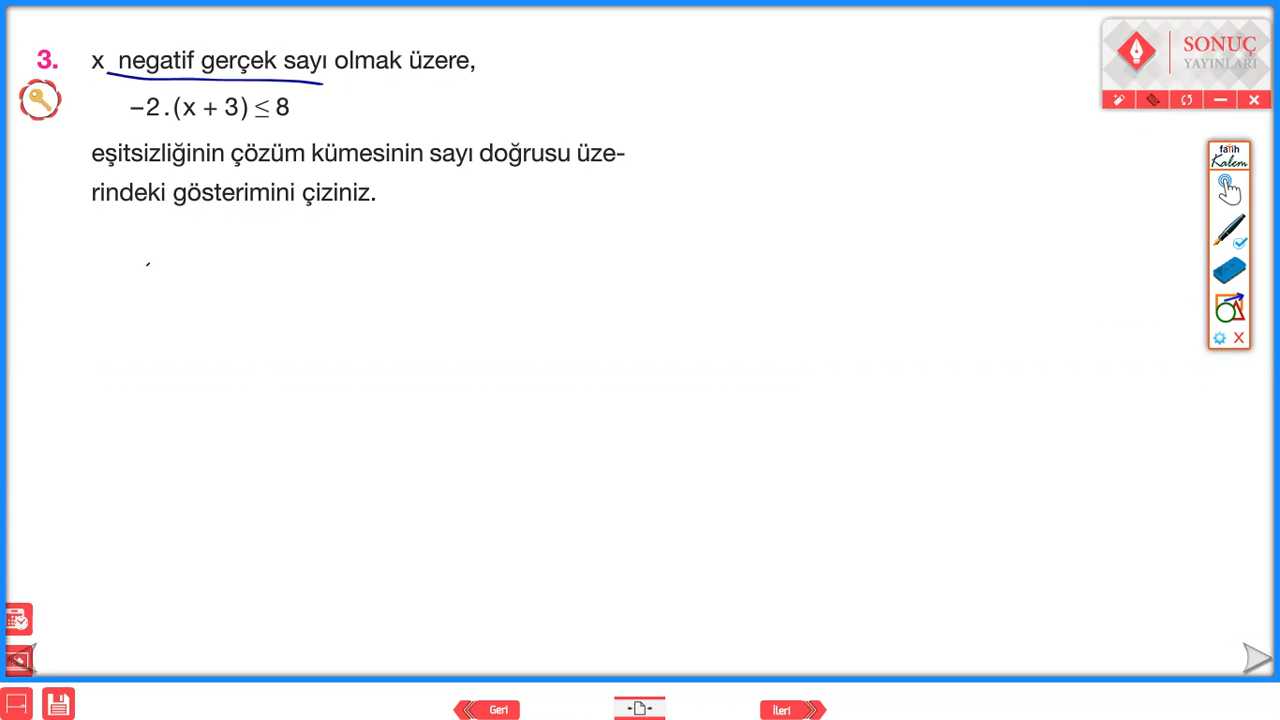 3. x negatif gerçek sayı olmak üzere,
−2.(x + 3) ≤ 8
eşitsizliğinin çözüm kümesinin sayı doğrusu üze-
rindeki gösterimini çiziniz.
SONUÇ
YAYINLARI
fatih
Kalem
Geri
İleri